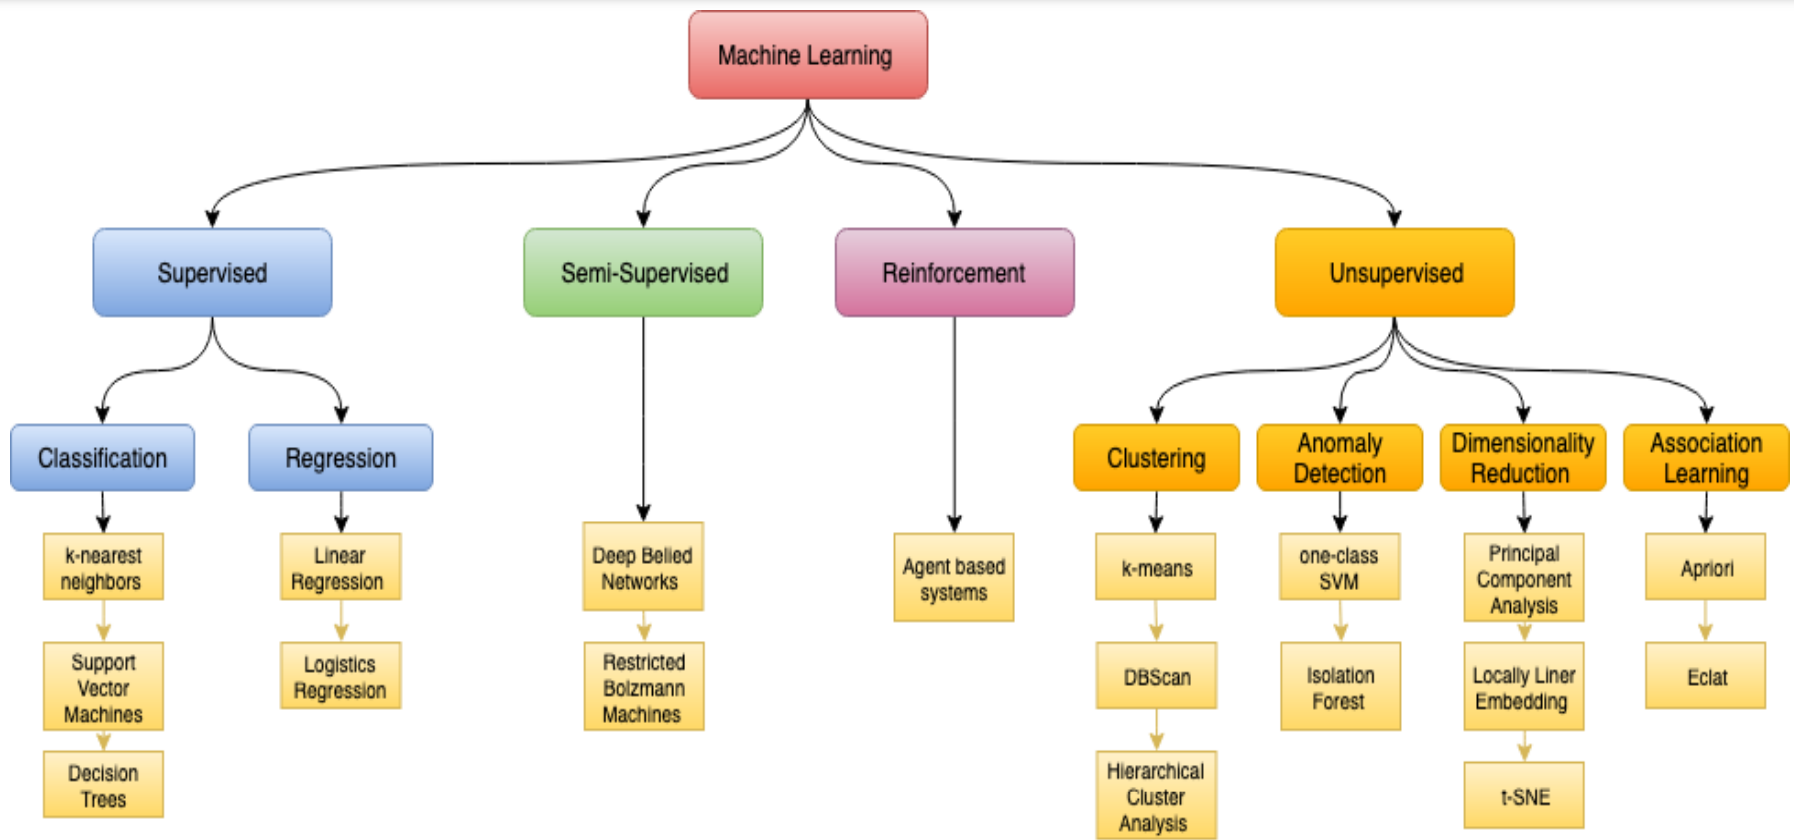 Machine Learning
Supervised
Semi-Supervised
Reinforcement
Unsupervised
Classification
Regression
Clustering
Anomaly
Detection
Dimensionality
Reduction
Association
Learning
k-nearest
neighbors
Linear
Regression
Deep Belied
Networks
Agent based
systems
k-means
one-class
SVM
Principal
Component
Analysis
Apriori
Support
Vector
Machines
Logistics
Regression
Restricted
Bolzmann
Machines
DBScan
Isolation
Forest
Locally Liner
Embedding
Eclat
Decision
Trees
Hierarchical
Cluster
Analysis
t-SNE